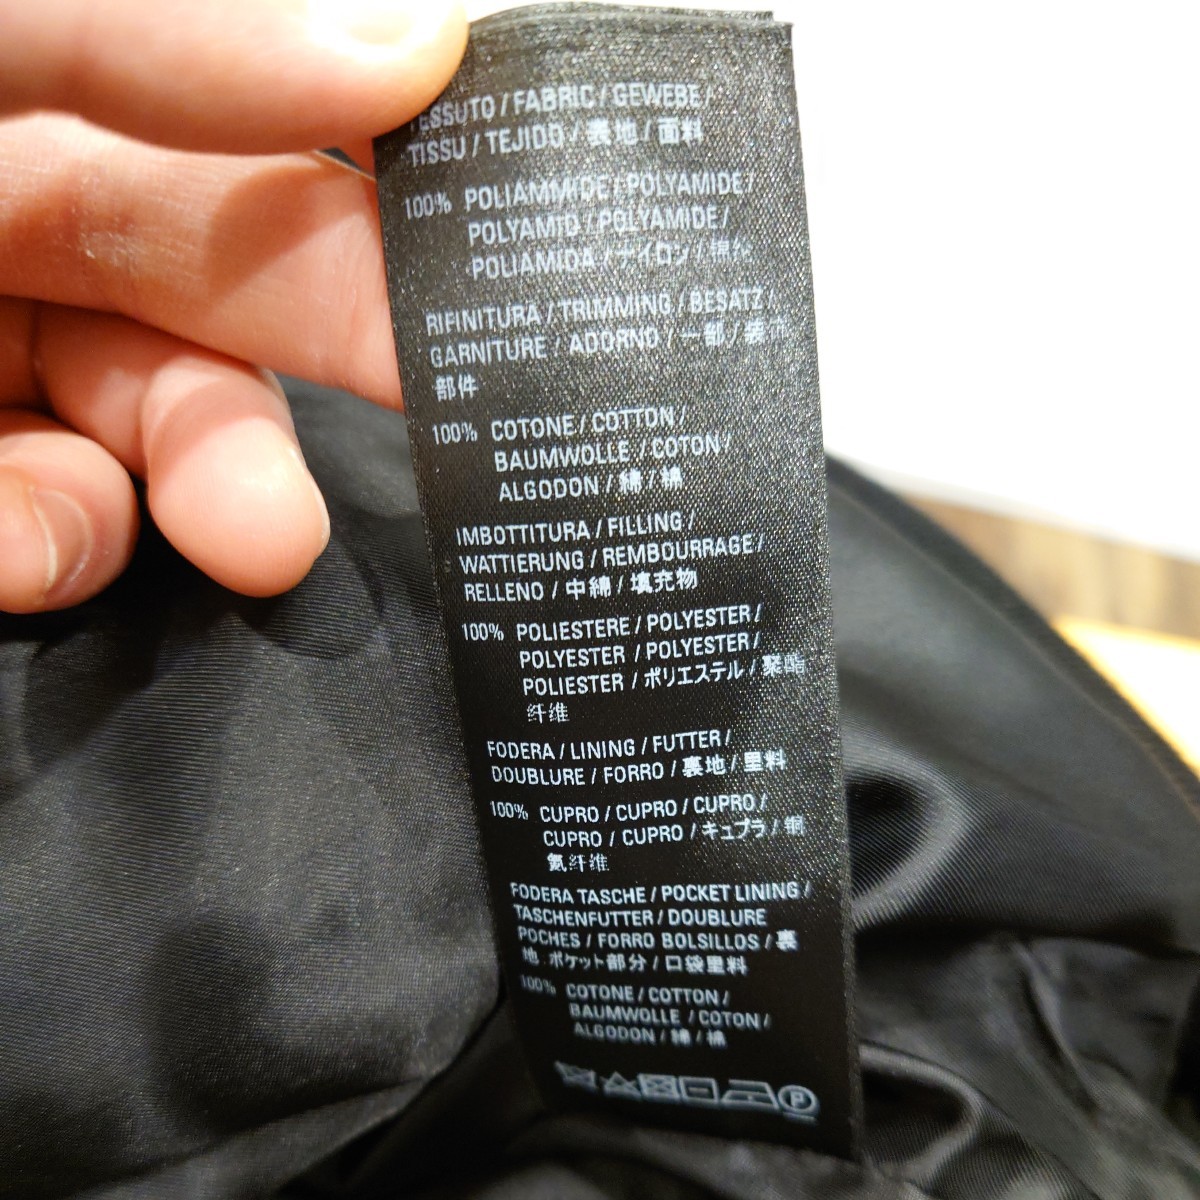 TESSUTO / FABRIC / GEWEBE /
TISSU / TEJIDO / 裏地 / 面料
100% POLIAMMIDE / POLYAMIDE /
POLYAMID / POLYAMIDE /
POLIAMIDA / ナイロン / 锦纶
RIFINITURA / TRIMMING / BESATZ /
GARNITURE / ADORNO / 一部 /
部件
100% COTONE / COTTON /
BAUMWOLLE / COTON /
ALGODON / 綿 / 棉
IMBOTTITURA / FILLING /
WATTIERUNG / REMBOURRAGE /
RELLENO / 中綿 / 填充物
100% POLIESTERE / POLYESTER /
POLYESTER / POLYESTER /
POLIESTER / ポリエステル / 聚酯
纤维
FODERA / LINING / FUTTER /
DOUBLURE / FORRO / 裏地 / 里料
100% CUPRO / CUPRO / CUPRO /
CUPRO / CUPRO / キュプラ / 铜
氨纤维
FODERA TASCHE / POCKET LINING /
TASCHENFUTTER / DOUBLURE
POCHES / FORRO BOLSILLOS / 裏
地.ポケット部分 / 口袋里料
100% COTONE / COTTON /
BAUMWOLLE / COTON /
ALGODON / 綿 / 棉
P